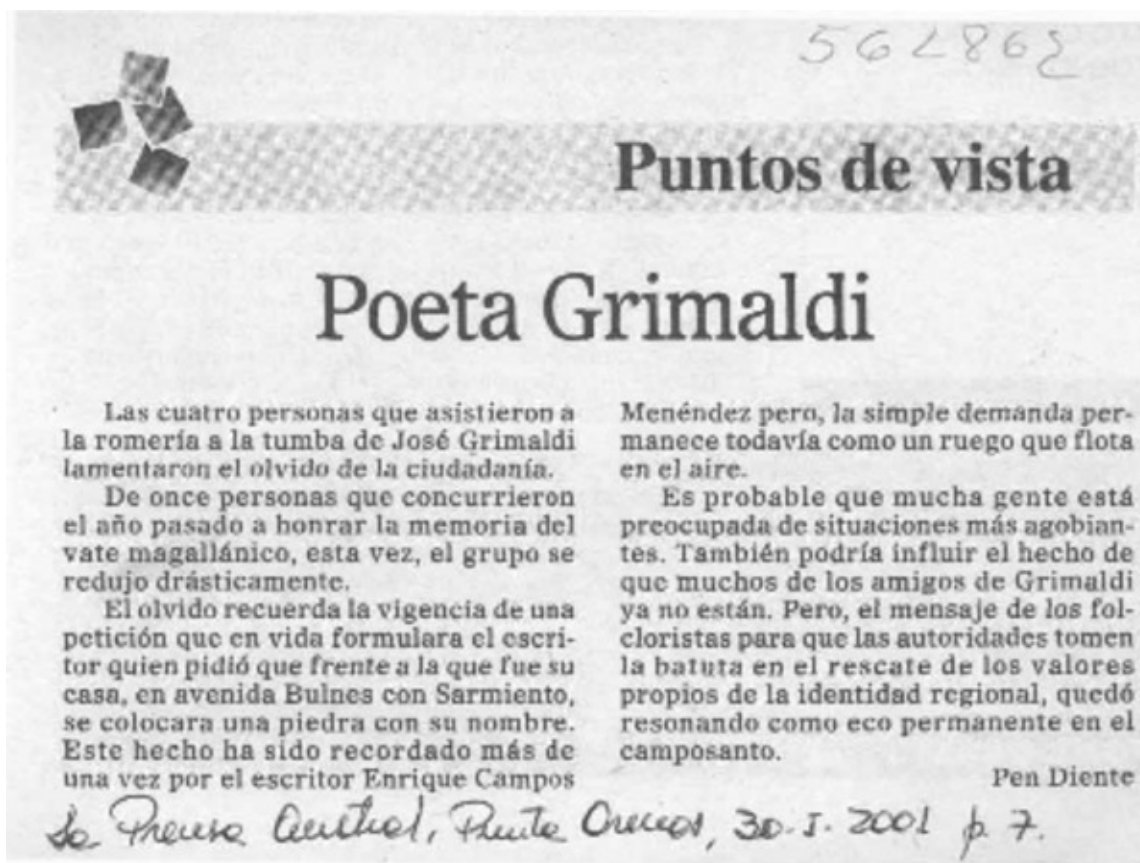 562862
Puntos de vista
Poeta Grimaldi
Las cuatro personas que asistieron a
la romería a la tumba de José Grimaldi
lamentaron el olvido de la ciudadanía.
De once personas que concurrieron
el año pasado a honrar la memoria del
vate magallánico, esta vez, el grupo se
redujo drásticamente.
El olvido recuerda la vigencia de una
petición que en vida formulara el escri-
tor quien pidió que frente a la que fue su
casa, en avenida Bulnes con Sarmiento,
se colocara una piedra con su nombre.
Este hecho ha sido recordado más de
una vez por el escritor Enrique Campos
Menéndez pero, la simple demanda per-
manece todavía como un ruego que flota
en el aire.
Es probable que mucha gente está
preocupada de situaciones más agobian-
tes. También podría influir el hecho de
que muchos de los amigos de Grimaldi
ya no están. Pero, el mensaje de los fol-
cloristas para que las autoridades tomen
la batuta en el rescate de los valores
propios de la identidad regional, quedó
resonando como eco permanente en el
camposanto.
Pen Diente
La Prensa Austral, Punta Arenas, 30-I-2001 p. 7.